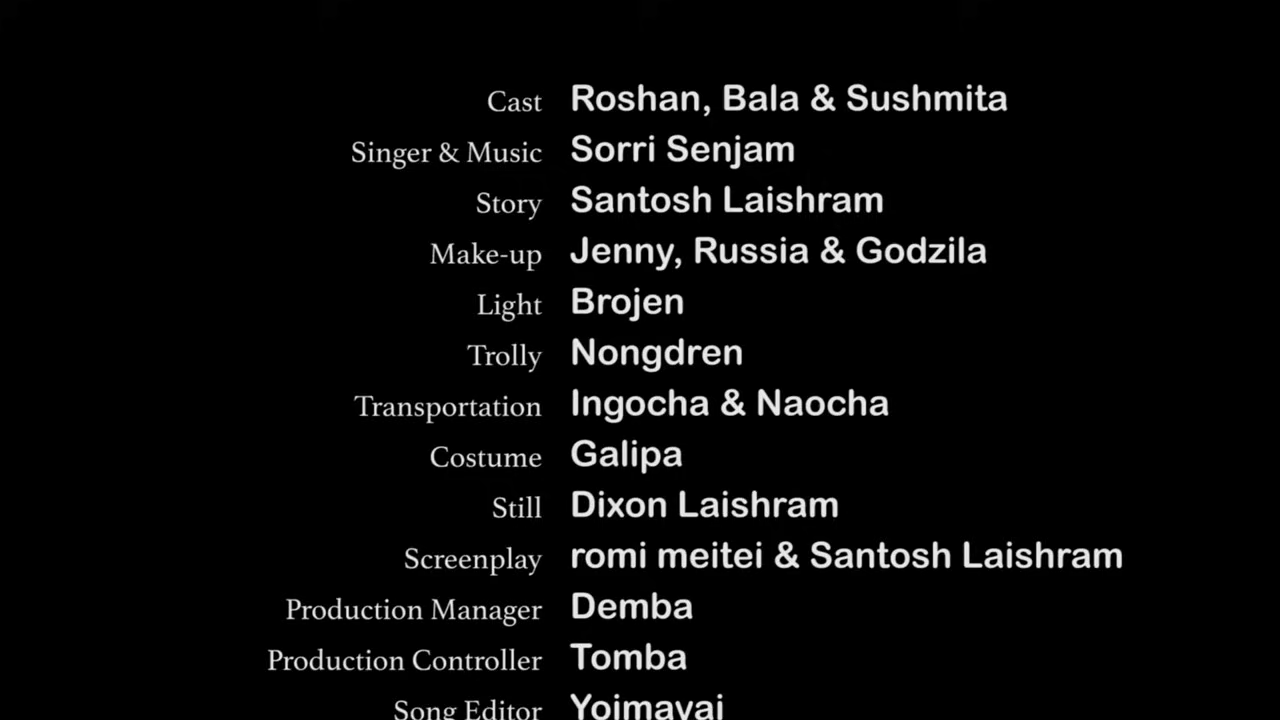 Cast Roshan, Bala & Sushmita
Singer & Music Sorri Senjam
Story Santosh Laishram
Make-up Jenny, Russia & Godzila
Light Brojen
Trolly Nongdren
Transportation Ingocha & Naocha
Costume Galipa
Still Dixon Laishram
Screenplay romi meitei & Santosh Laishram
Production Manager Demba
Production Controller Tomba
Song Editor Yoimayai